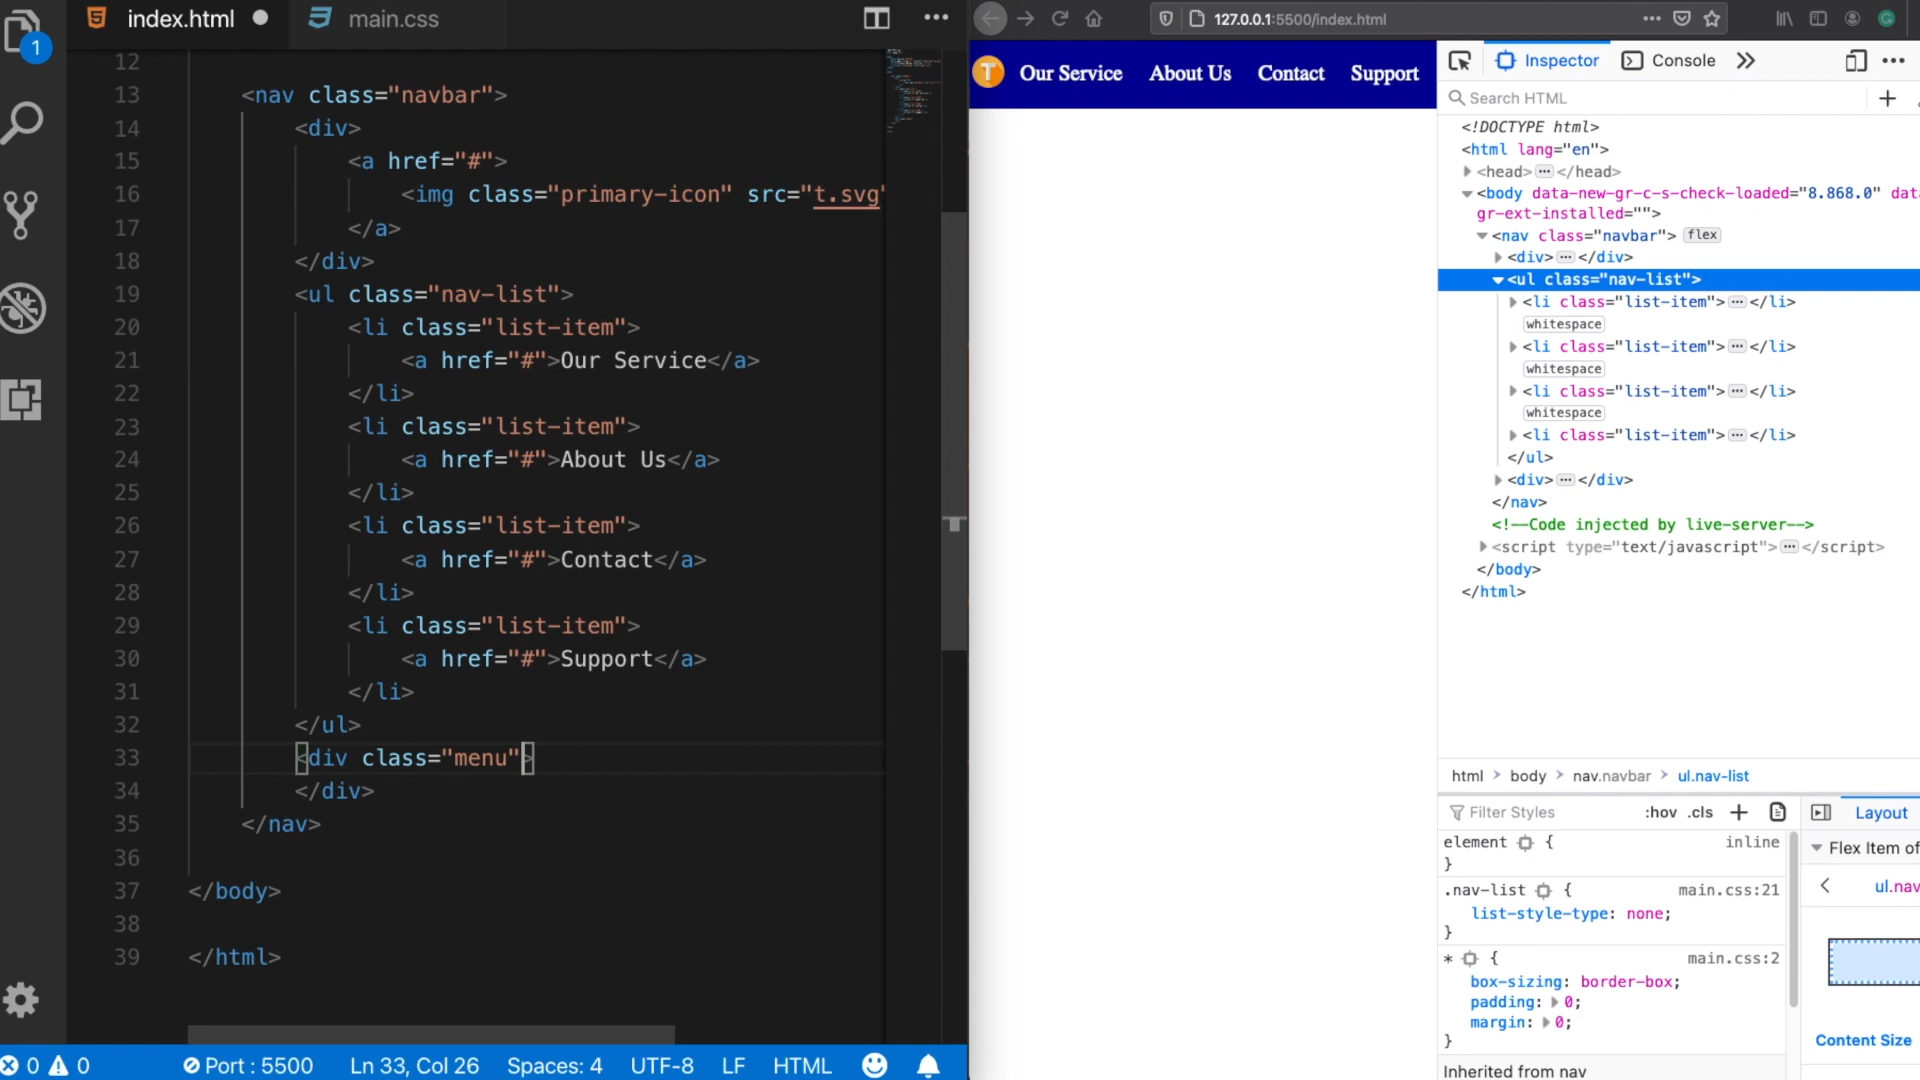 index.html
main.css
1
12
13 <nav class="navbar">
14 <div>
15 <a href="#">
16 <img class="primary-icon" src="t.svg"
17 </a>
18 </div>
19 <ul class="nav-list">
20 <li class="list-item">
21 <a href="#">Our Service</a>
22 </li>
23 <li class="list-item">
24 <a href="#">About Us</a>
25 </li>
26 <li class="list-item">
27 <a href="#">Contact</a>
28 </li>
29 <li class="list-item">
30 <a href="#">Support</a>
31 </li>
32 </ul>
33 <div class="menu">
34 </div>
35 </nav>
36
37 </body>
38
39 </html>
0 0 Port : 5500 Ln 33, Col 26 Spaces: 4 UTF-8 LF HTML
127.0.0.1:5500/index.html
T Our Service About Us Contact Support
Inspector Console
Search HTML
<!DOCTYPE html>
<html lang="en">
<head> ... </head>
<body data-new-gr-c-s-check-loaded="8.868.0" data
gr-ext-installed="">
<nav class="navbar"> flex
<div> ... </div>
<ul class="nav-list">
<li class="list-item"> ... </li>
whitespace
<li class="list-item"> ... </li>
whitespace
<li class="list-item"> ... </li>
whitespace
<li class="list-item"> ... </li>
</ul>
<div> ... </div>
</nav>
<!--Code injected by live-server-->
<script type="text/javascript"> ... </script>
</body>
</html>
html > body > nav.navbar > ul.nav-list
Filter Styles :hov .cls +
element { inline
}
.nav-list { main.css:21
list-style-type: none;
}
* { main.css:2
box-sizing: border-box;
padding: 0;
margin: 0;
}
Inherited from nav
Layout
Flex Item of
ul.nav
Content Size